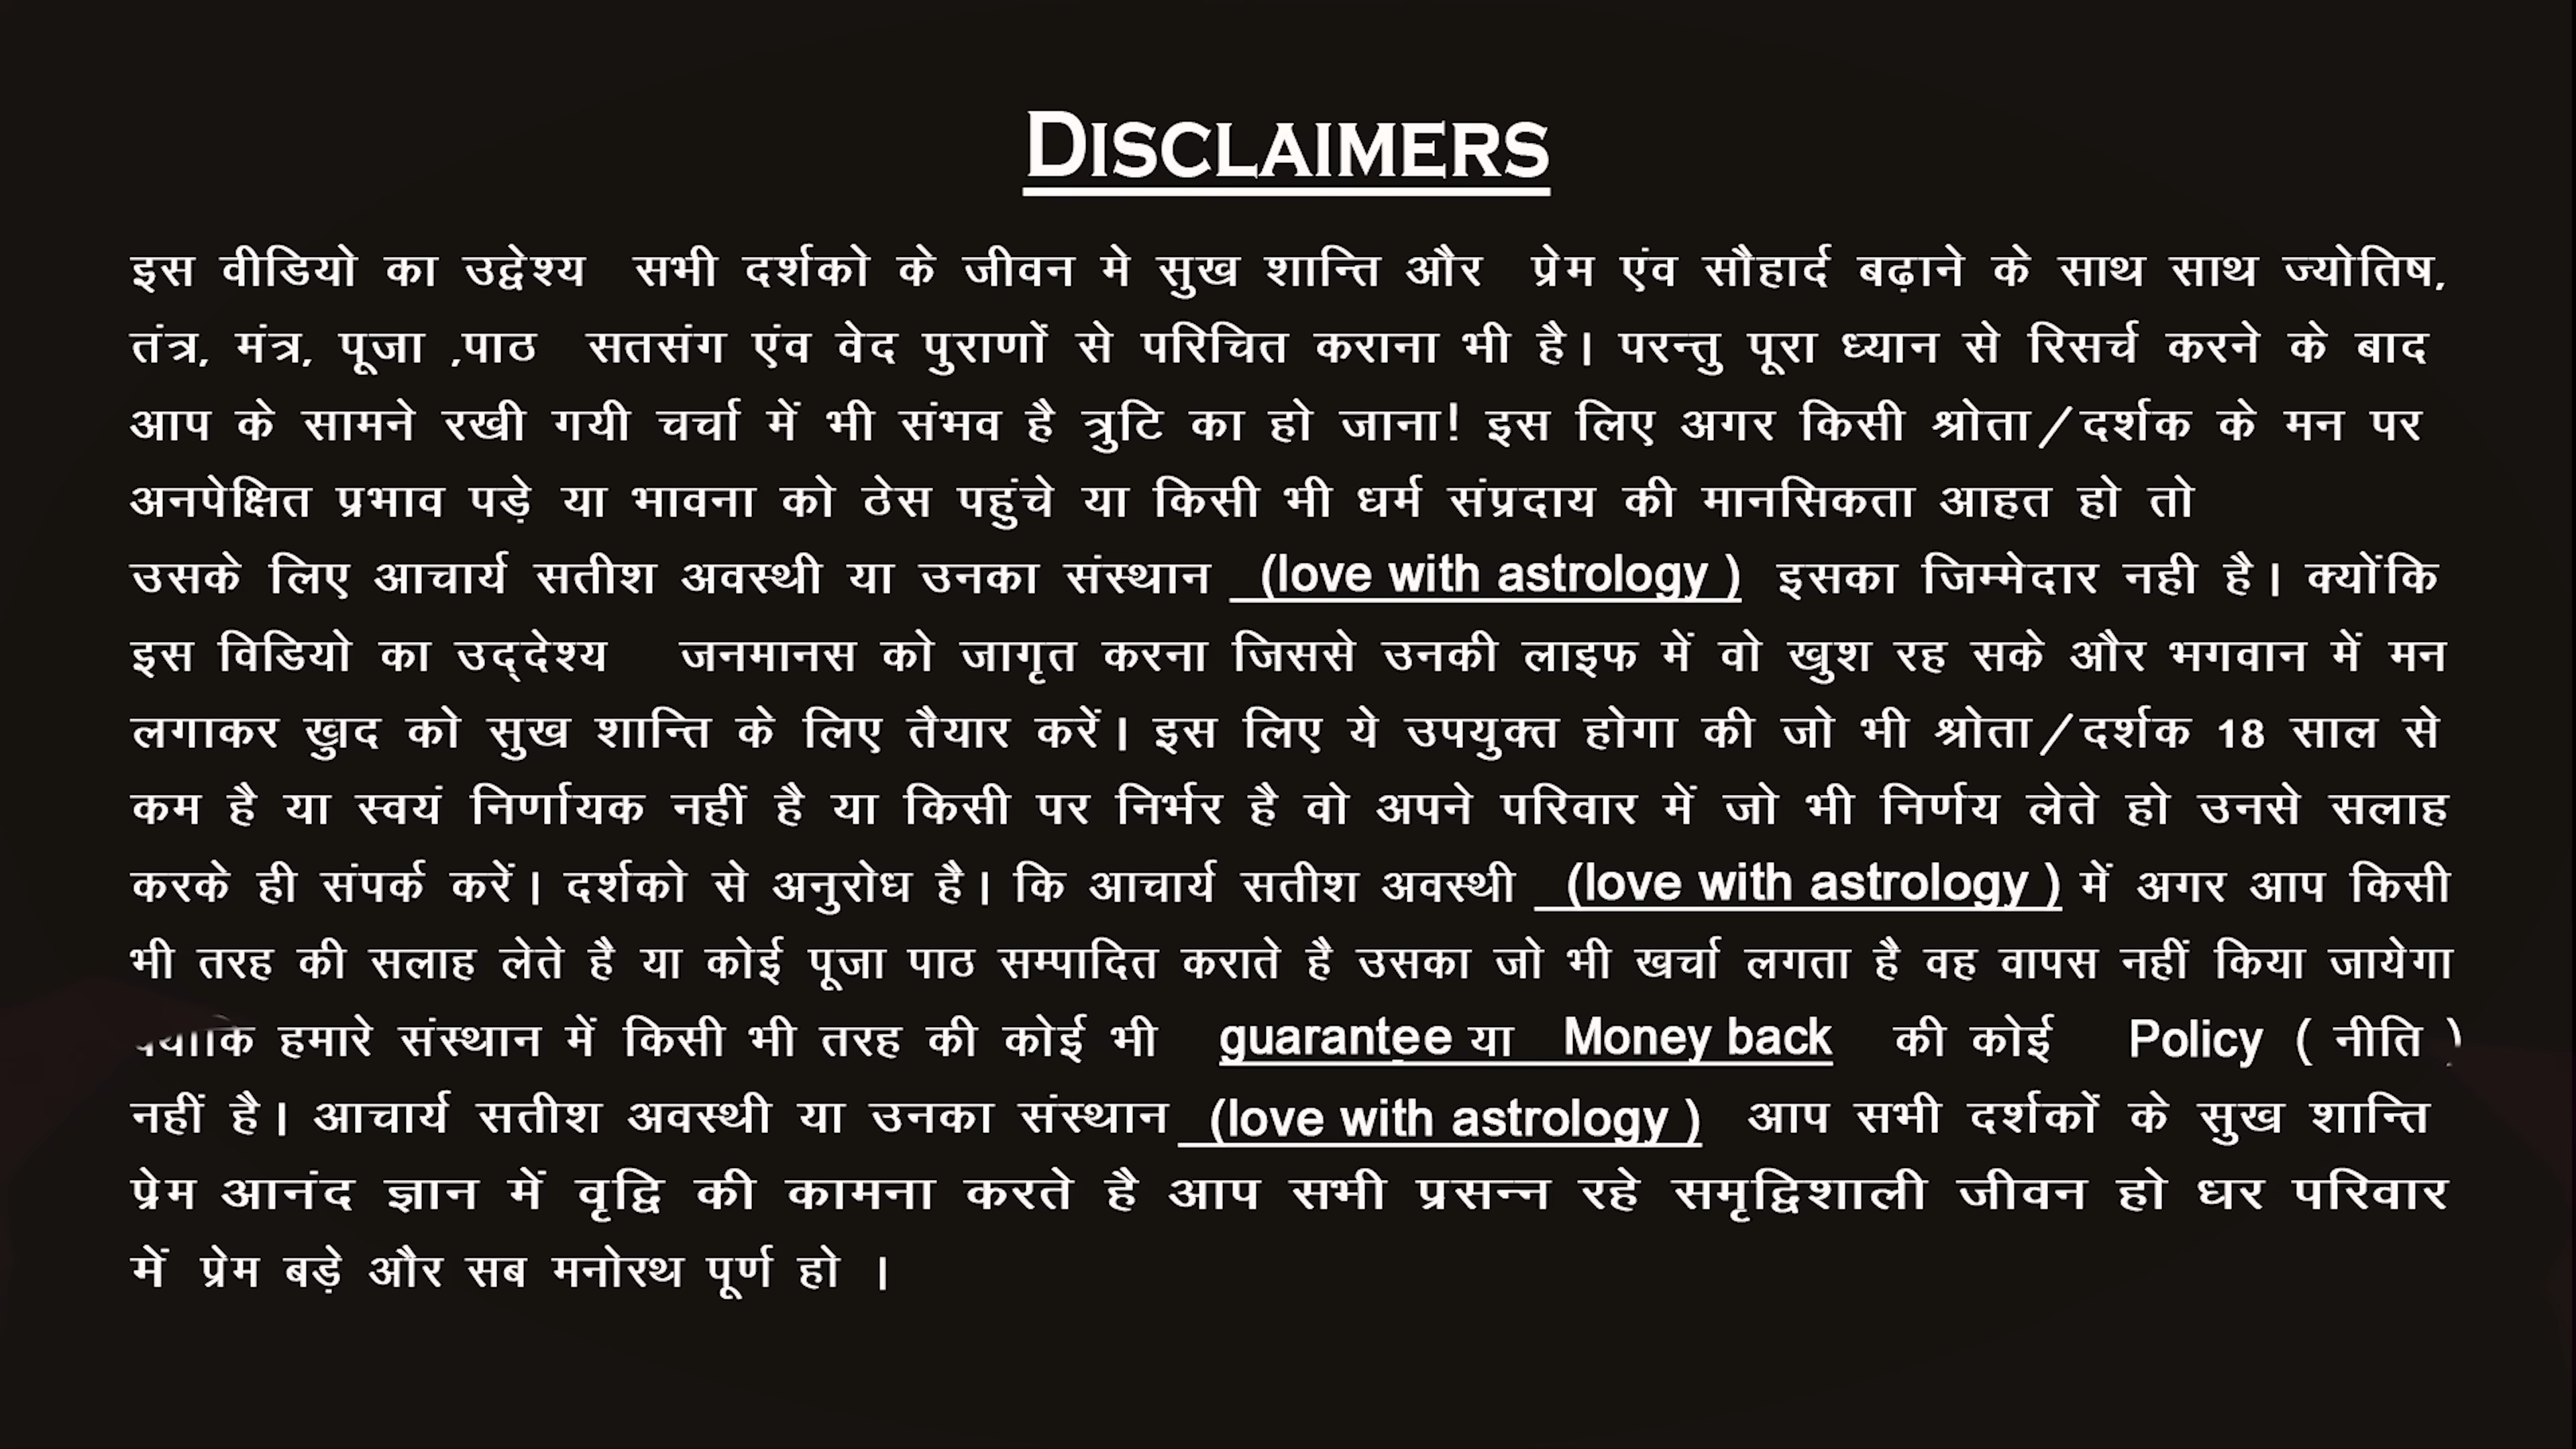 DISCLAIMERS
इस वीडियो का उद्वेश्य सभी दर्शको के जीवन मे सुख शान्ति और प्रेम एंव सौहार्द बढ़ाने के साथ साथ ज्योतिष,
तंत्र, मंत्र, पूजा ,पाठ सतसंग एंव वेद पुराणों से परिचित कराना भी है। परन्तु पूरा ध्यान से रिसर्च करने के बाद
आप के सामने रखी गयी चर्चा में भी संभव है त्रुटि का हो जाना! इस लिए अगर किसी श्रोता/दर्शक के मन पर
अनपेक्षित प्रभाव पड़े या भावना को ठेस पहुंचे या किसी भी धर्म संप्रदाय की मानसिकता आहत हो तो
उसके लिए आचार्य सतीश अवस्थी या उनका संस्थान (love with astrology ) इसका जिम्मेदार नही है। क्योंकि
इस विडियो का उद्‌देश्य जनमानस को जागृत करना जिससे उनकी लाइफ में वो खुश रह सके और भगवान में मन
लगाकर खुद को सुख शान्ति के लिए तैयार करें। इस लिए ये उपयुक्त होगा की जो भी श्रोता/दर्शक 18 साल से
कम है या स्वयं निर्णायक नहीं है या किसी पर निर्भर है वो अपने परिवार में जो भी निर्णय लेते हो उनसे सलाह
करके ही संपर्क करें। दर्शको से अनुरोध है। कि आचार्य सतीश अवस्थी (love with astrology ) में अगर आप किसी
भी तरह की सलाह लेते है या कोई पूजा पाठ सम्पादित कराते है उसका जो भी खर्चा लगता है वह वापस नहीं किया जायेगा
क्योंकि हमारे संस्थान में किसी भी तरह की कोई भी guarantee या Money back की कोई Policy ( नीति )
नहीं है। आचार्य सतीश अवस्थी या उनका संस्थान (love with astrology ) आप सभी दर्शकों के सुख शान्ति
प्रेम आनंद ज्ञान में वृद्वि की कामना करते है आप सभी प्रसन्न रहे समृद्विशाली जीवन हो धर परिवार
में प्रेम बड़े और सब मनोरथ पूर्ण हो ।